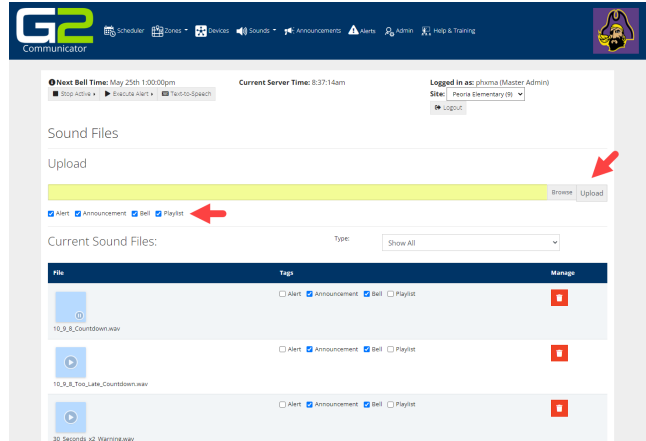 G2
Communicator
Scheduler Zones Devices Sounds Announcements Alerts Admin Help & Training
Next Bell Time: May 25th 1:00:00pm Current Server Time: 8:37:14am Logged in as: phxma (Master Admin)
Stop Active Execute Alert Text-to-Speech Site: Peoria Elementary (9)
Logout
Sound Files
Upload
Browse Upload
Alert Announcement Bell Playlist
Current Sound Files: Type: Show All
File Tags Manage
Alert Announcement Bell Playlist
10_9_8_Countdown.wav
Alert Announcement Bell Playlist
10_9_8_Too_Late_Countdown.wav
Alert Announcement Bell Playlist
30_Seconds_x2_Warning.wav